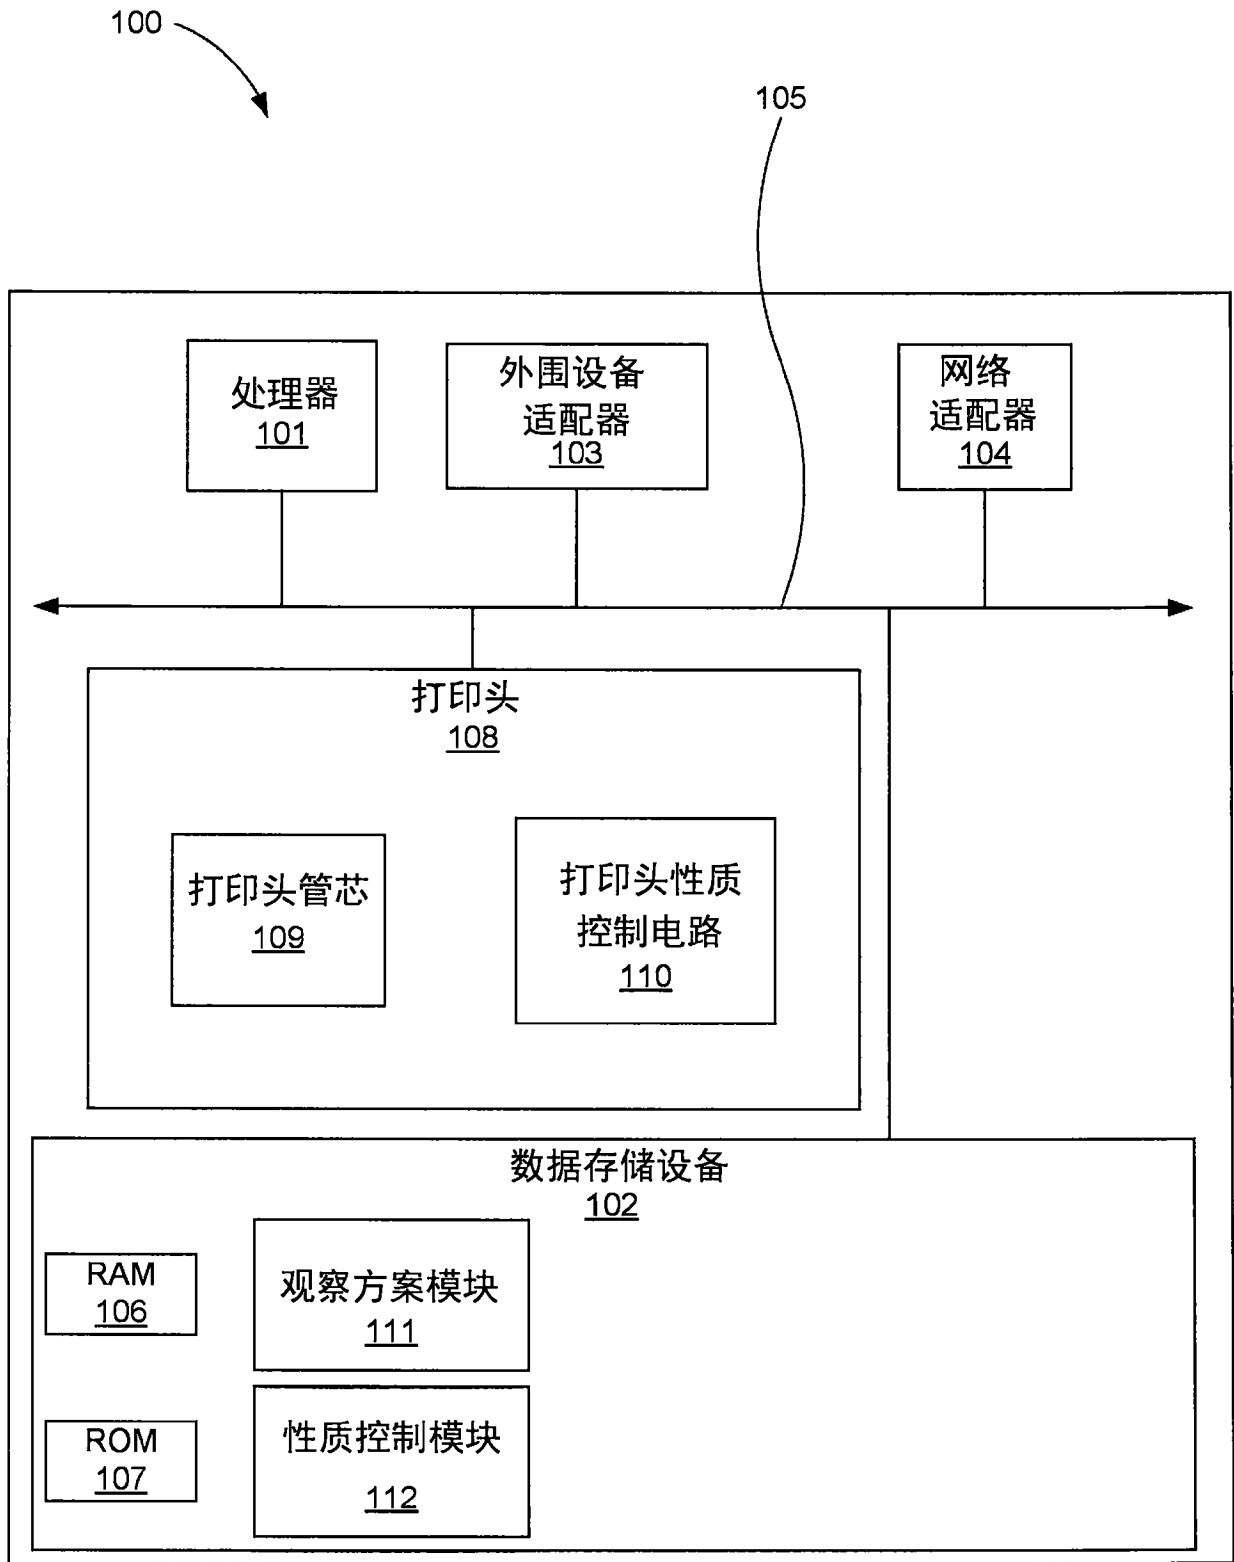 100
105
处理器
101
外围设备
适配器
103
网络
适配器
104
打印头
108
打印头管芯
109
打印头性质
控制电路
110
数据存储设备
102
RAM
106
观察方案模块
111
ROM
107
性质控制模块
112